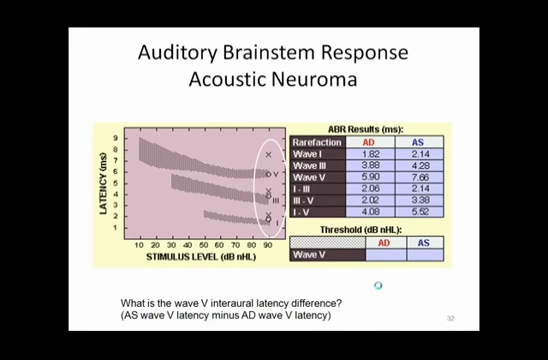 Auditory Brainstem Response
Acoustic Neuroma
ABR Results (ms):
Rarefaction AD AS
Wave I 1.82 2.14
Wave III 3.88 4.28
Wave V 5.90 7.66
I - III 2.06 2.14
III - V 2.02 3.38
I - V 4.08 5.52
Threshold (dB nHL):
AD AS
Wave V
LATENCY (ms)
9
8
7
6
5
4
3
2
1
V
III
I
10 20 30 40 50 60 70 80 90
STIMULUS LEVEL (dB nHL)
What is the wave V interaural latency difference?
(AS wave V latency minus AD wave V latency)
32